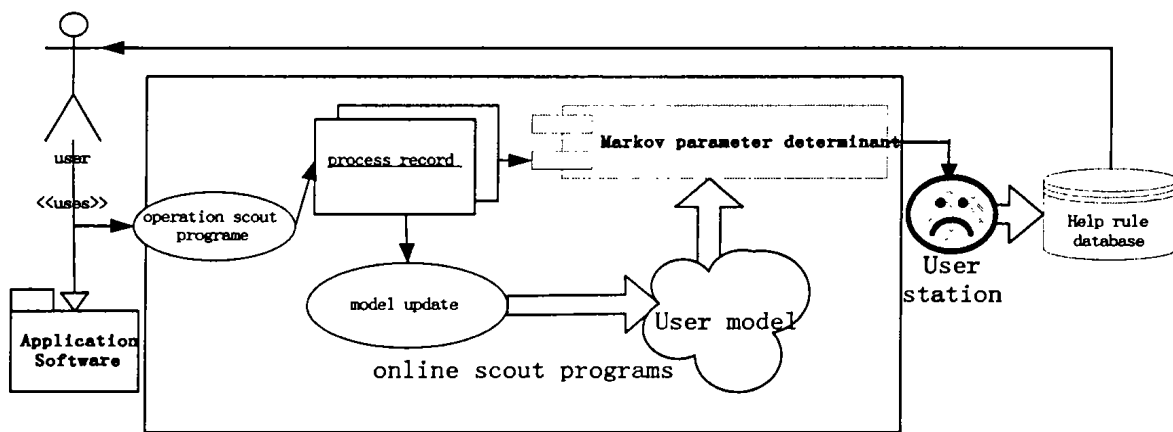 user
<<uses>>
operation scout
programe
process record
Markov parameter determinant
model update
User model
online scout programs
Application
Software
User
station
Help rule
database